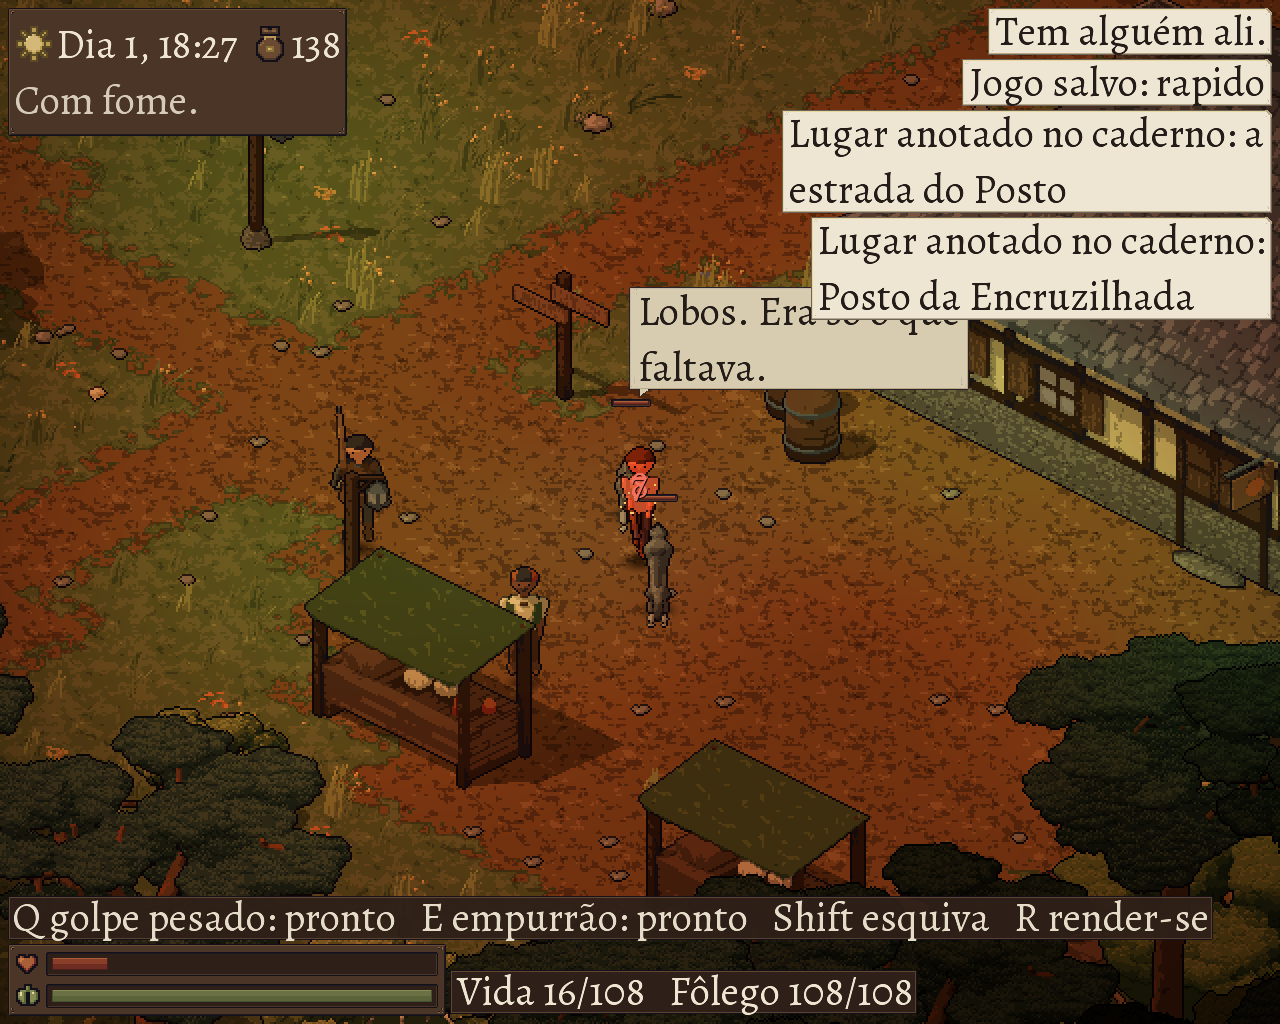 Dia 1, 18:27 138
Com fome.
Tem alguém ali.
Jogo salvo: rapido
Lugar anotado no caderno: a
estrada do Posto
Lugar anotado no caderno:
Posto da Encruzilhada
Lobos. Era só o que
faltava.
Q golpe pesado: pronto E empurrão: pronto Shift esquiva R render-se
Vida 16/108 Fôlego 108/108